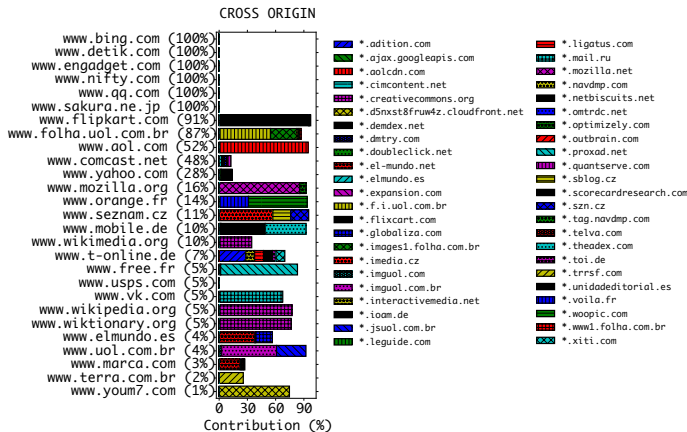 CROSS ORIGIN
www.bing.com (100%)
www.detik.com (100%)
www.engadget.com (100%)
www.nifty.com (100%)
www.qq.com (100%)
www.sakura.ne.jp (100%)
www.flipkart.com (91%)
www.folha.uol.com.br (87%)
www.aol.com (52%)
www.comcast.net (48%)
www.yahoo.com (28%)
www.mozilla.org (16%)
www.orange.fr (14%)
www.seznam.cz (11%)
www.mobile.de (10%)
www.wikimedia.org (10%)
www.t-online.de (7%)
www.free.fr (5%)
www.usps.com (5%)
www.vk.com (5%)
www.wikipedia.org (5%)
www.wiktionary.org (5%)
www.elmundo.es (4%)
www.uol.com.br (4%)
www.marca.com (3%)
www.terra.com.br (2%)
www.youm7.com (1%)
0 30 60 90
Contribution (%)
*.adition.com
*.ajax.googleapis.com
*.aolcdn.com
*.cimcontent.net
*.creativecommons.org
*.d5nxst8fruw4z.cloudfront.net
*.demdex.net
*.dmtry.com
*.doubleclick.net
*.el-mundo.net
*.elmundo.es
*.expansion.com
*.f.i.uol.com.br
*.flixcart.com
*.globaliza.com
*.images1.folha.com.br
*.imedia.cz
*.imguol.com
*.imguol.com.br
*.interactivemedia.net
*.ioam.de
*.jsuol.com.br
*.leguide.com
*.ligatus.com
*.mail.ru
*.mozilla.net
*.navdmp.com
*.netbiscuits.net
*.omtrdc.net
*.optimizely.com
*.outbrain.com
*.proxad.net
*.quantserve.com
*.sblog.cz
*.scorecardresearch.com
*.szn.cz
*.tag.navdmp.com
*.telva.com
*.theadex.com
*.toi.de
*.trrsf.com
*.unidadeditorial.es
*.voila.fr
*.woopic.com
*.www1.folha.com.br
*.xiti.com